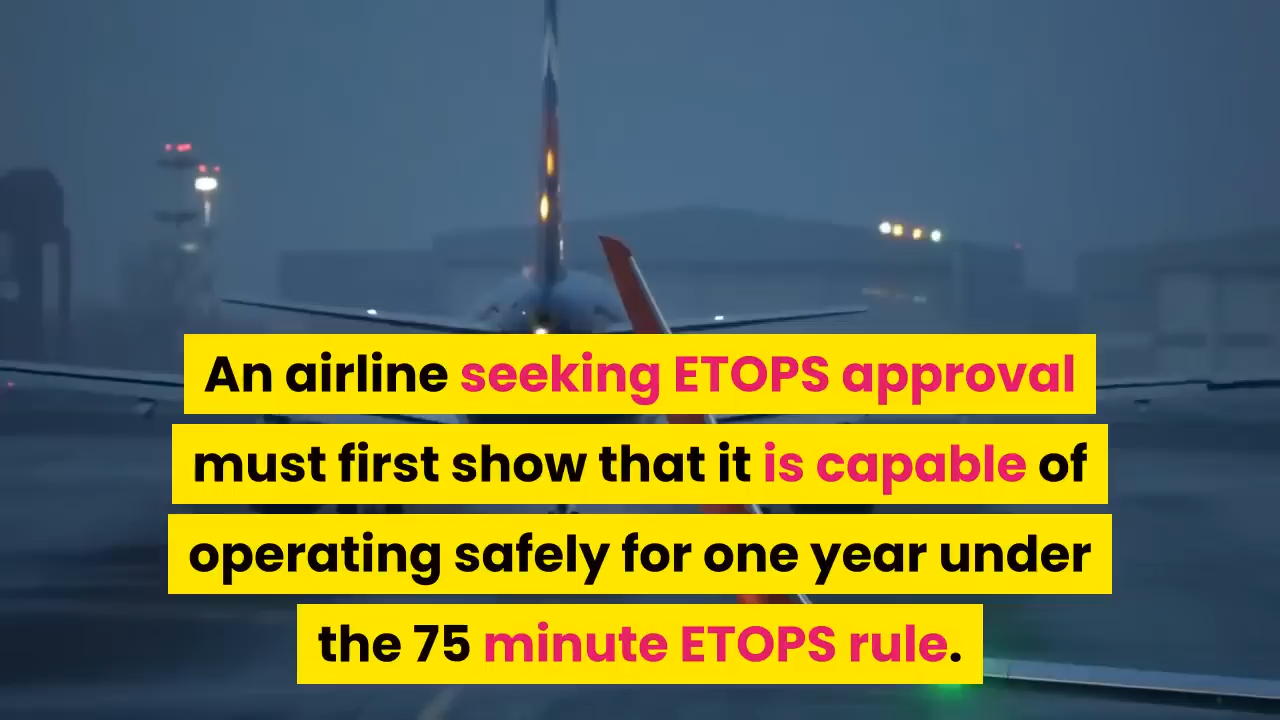 An airline seeking ETOPS approval
must first show that it is capable of
operating safely for one year under
the 75 minute ETOPS rule.